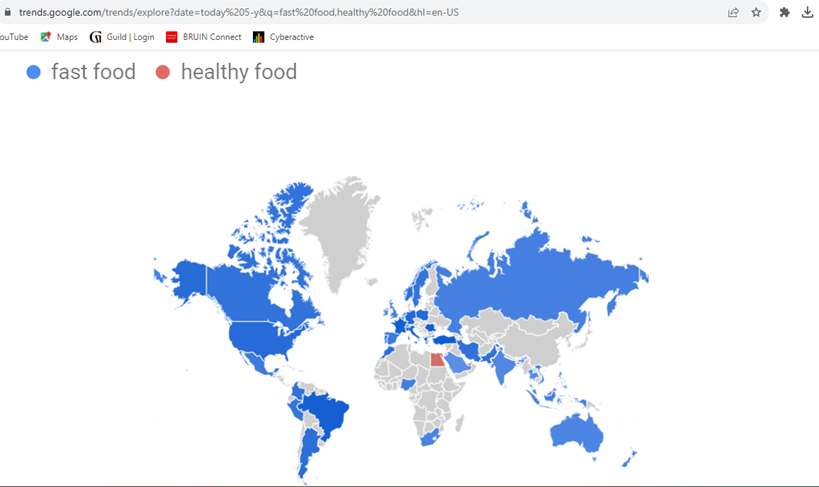 trends.google.com/trends/explore?date=today%205-y&q=fast%20food,healthy%20food&hl=en-US
ouTube Maps Guild | Login BRUIN Connect Cyberactive
fast food healthy food